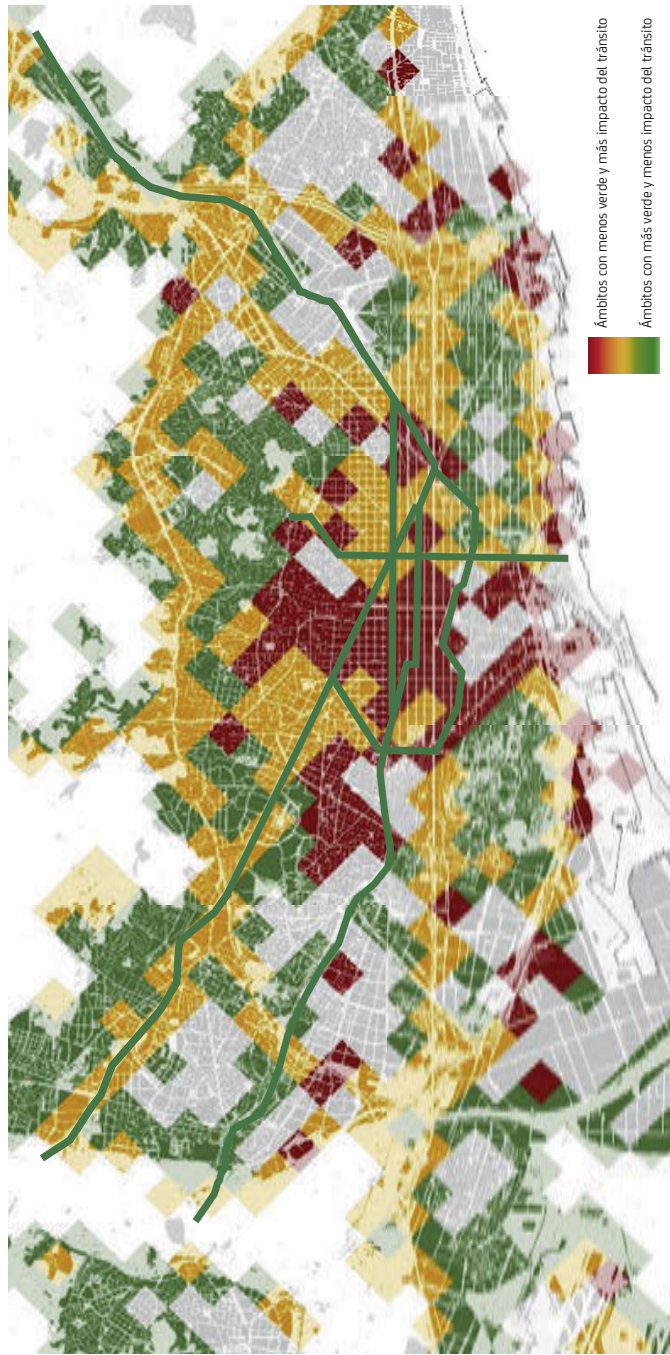 Ámbitos con menos verde y más impacto del tránsito
Ámbitos con más verde y menos impacto del tránsito